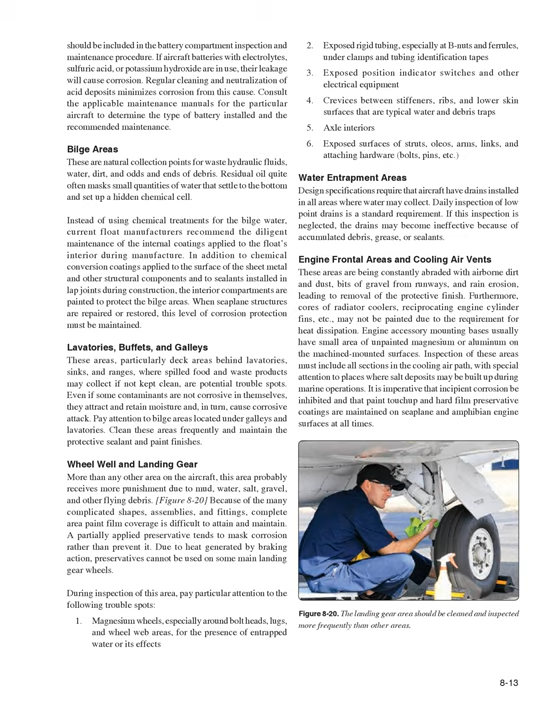 should be included in the battery compartment inspection and
maintenance procedure. If aircraft batteries with electrolytes,
sulfuric acid, or potassium hydroxide are in use, their leakage
will cause corrosion. Regular cleaning and neutralization of
acid deposits minimizes corrosion from this cause. Consult
the applicable maintenance manuals for the particular
aircraft to determine the type of battery installed and the
recommended maintenance.
Bilge Areas
These are natural collection points for waste hydraulic fluids,
water, dirt, and odds and ends of debris. Residual oil quite
often masks small quantities of water that settle to the bottom
and set up a hidden chemical cell.
Instead of using chemical treatments for the bilge water,
current float manufacturers recommend the diligent
maintenance of the internal coatings applied to the float's
interior during manufacture. In addition to chemical
conversion coatings applied to the surface of the sheet metal
and other structural components and to sealants installed in
lap joints during construction, the interior compartments are
painted to protect the bilge areas. When seaplane structures
are repaired or restored, this level of corrosion protection
must be maintained.
Lavatories, Buffets, and Galleys
These areas, particularly deck areas behind lavatories,
sinks, and ranges, where spilled food and waste products
may collect if not kept clean, are potential trouble spots.
Even if some contaminants are not corrosive in themselves,
they attract and retain moisture and, in turn, cause corrosive
attack. Pay attention to bilge areas located under galleys and
lavatories. Clean these areas frequently and maintain the
protective sealant and paint finishes.
Wheel Well and Landing Gear
More than any other area on the aircraft, this area probably
receives more punishment due to mud, water, salt, gravel,
and other flying debris. [Figure 8-20] Because of the many
complicated shapes, assemblies, and fittings, complete
area paint film coverage is difficult to attain and maintain.
A partially applied preservative tends to mask corrosion
rather than prevent it. Due to heat generated by braking
action, preservatives cannot be used on some main landing
gear wheels.
During inspection of this area, pay particular attention to the
following trouble spots:
1. Magnesium wheels, especially around bolt heads, lugs,
and wheel web areas, for the presence of entrapped
water or its effects
2. Exposed rigid tubing, especially at B-nuts and ferrules,
under clamps and tubing identification tapes
3. Exposed position indicator switches and other
electrical equipment
4. Crevices between stiffeners, ribs, and lower skin
surfaces that are typical water and debris traps
5. Axle interiors
6. Exposed surfaces of struts, oleos, arms, links, and
attaching hardware (bolts, pins, etc.)
Water Entrapment Areas
Design specifications require that aircraft have drains installed
in all areas where water may collect. Daily inspection of low
point drains is a standard requirement. If this inspection is
neglected, the drains may become ineffective because of
accumulated debris, grease, or sealants.
Engine Frontal Areas and Cooling Air Vents
These areas are being constantly abraded with airborne dirt
and dust, bits of gravel from runways, and rain erosion,
leading to removal of the protective finish. Furthermore,
cores of radiator coolers, reciprocating engine cylinder
fins, etc., may not be painted due to the requirement for
heat dissipation. Engine accessory mounting bases usually
have small area of unpainted magnesium or aluminum on
the machined-mounted surfaces. Inspection of these areas
must include all sections in the cooling air path, with special
attention to places where salt deposits may be built up during
marine operations. It is imperative that incipient corrosion be
inhibited and that paint touchup and hard film preservative
coatings are maintained on seaplane and amphibian engine
surfaces at all times.
Figure 8-20. The landing gear area should be cleaned and inspected
more frequently than other areas.
8-13